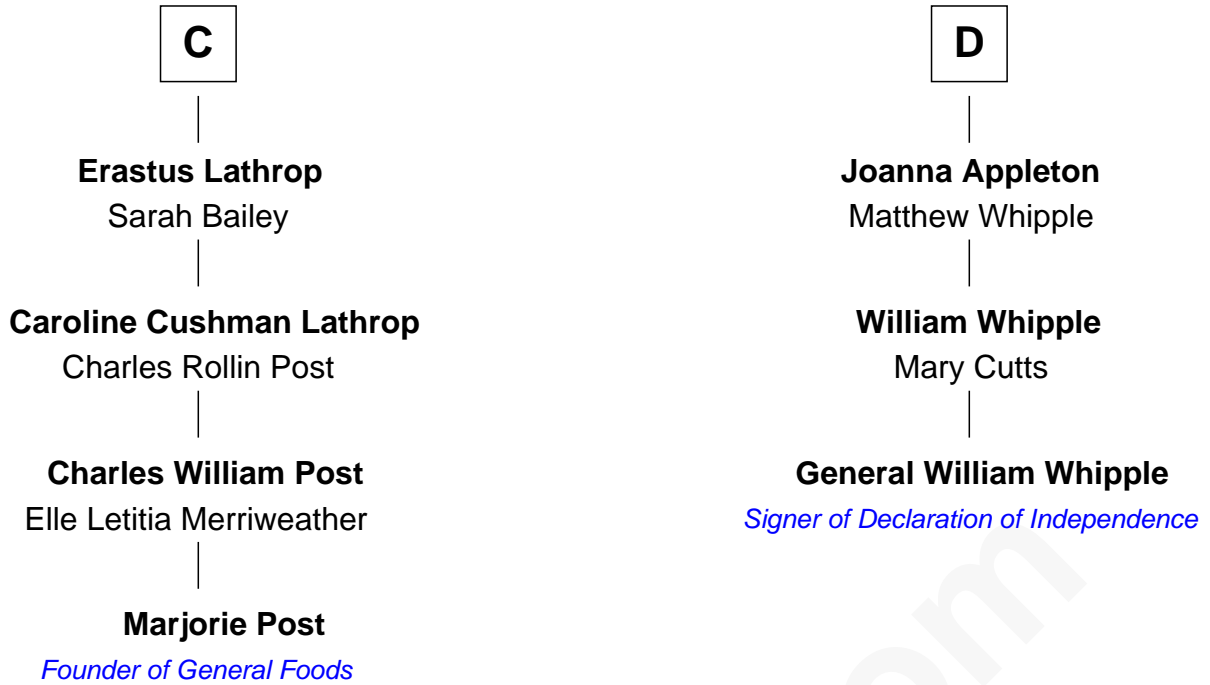 C
Erastus Lathrop
Sarah Bailey
Caroline Cushman Lathrop
Charles Rollin Post
Charles William Post
Elle Letitia Merriweather
Marjorie Post
Founder of General Foods
D
Joanna Appleton
Matthew Whipple
William Whipple
Mary Cutts
General William Whipple
Signer of Declaration of Independence
om